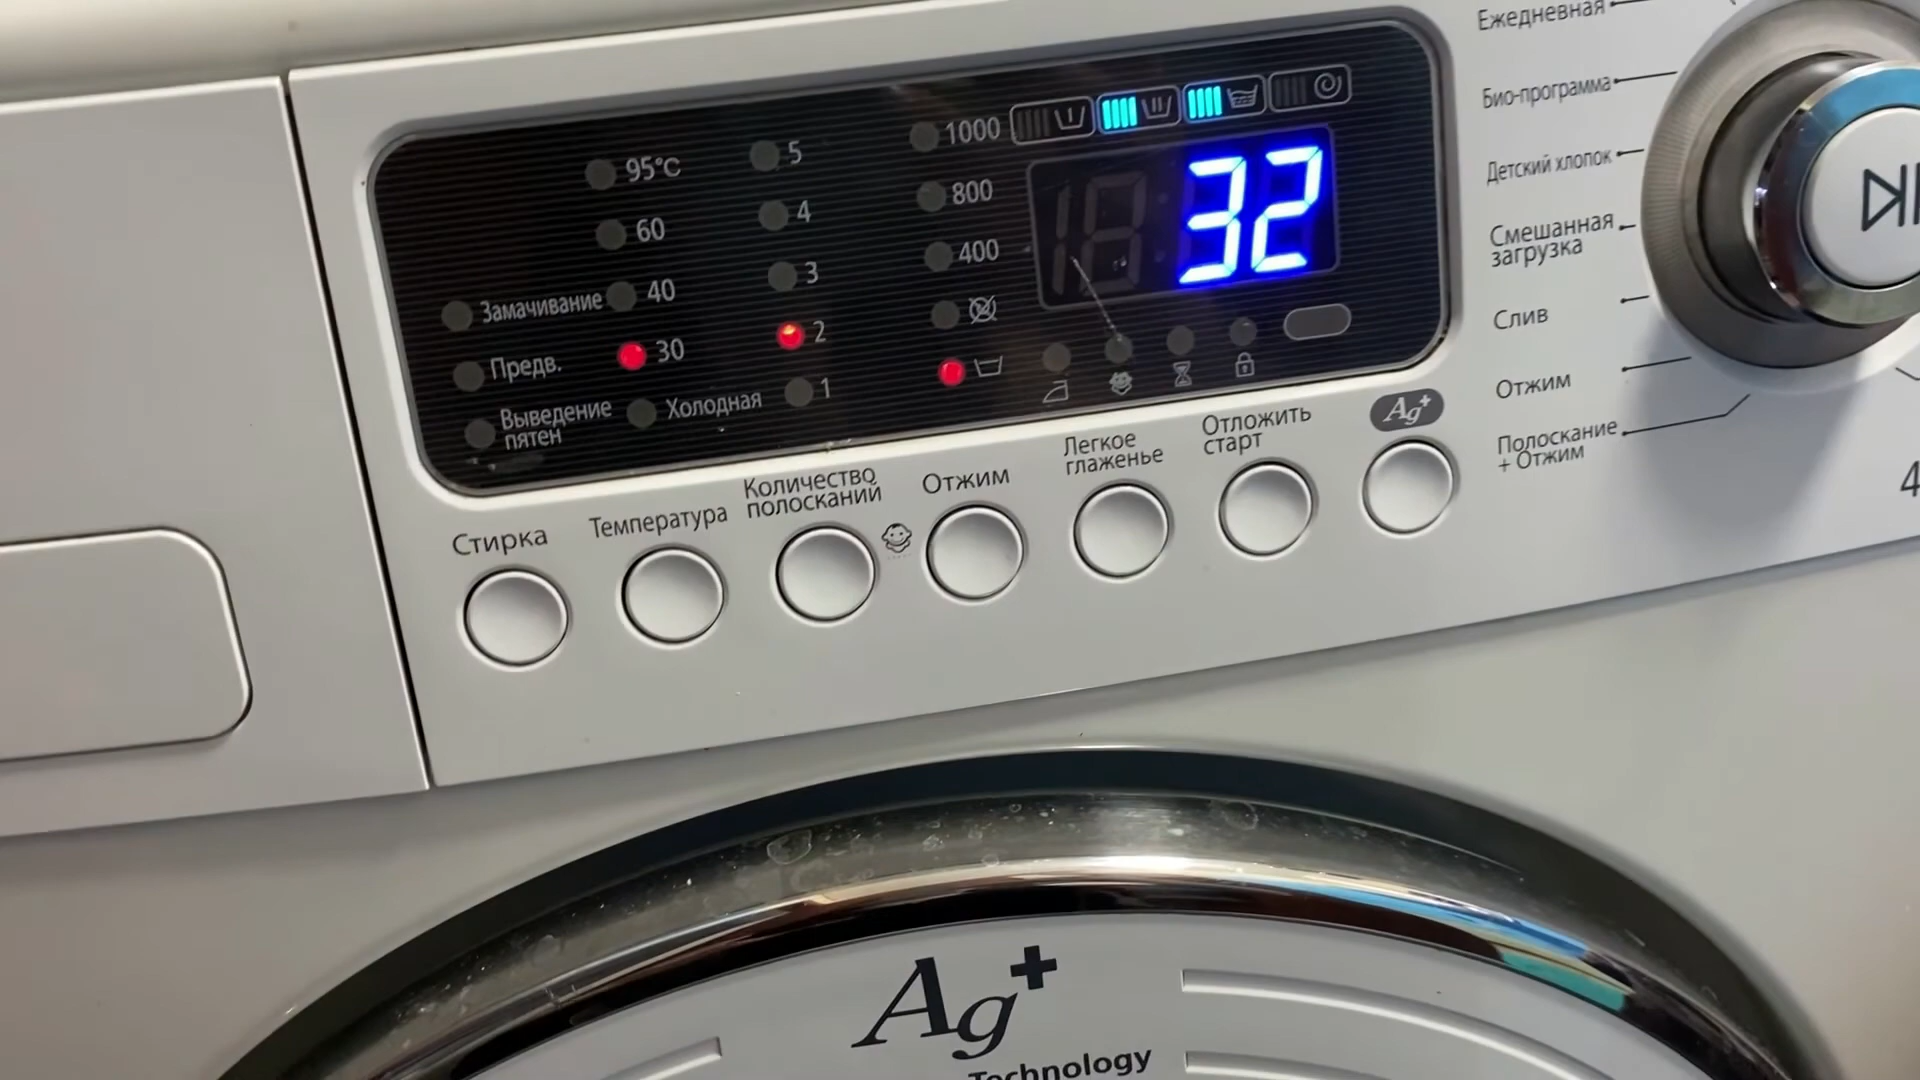 Ежедневная
Био-программа
Детский хлопок
Смешанная
загрузка
Слив
Отжим
Полоскание
+ Отжим
4
95°C
60
40
30
Холодная
Замачивание
Предв.
Выведение
пятен
5
4
3
2
1
1000
800
400
32
Стирка
Температура
Количество
полосканий
Отжим
Легкое
глаженье
Отложить
старт
Ag+
Ag+
Technology